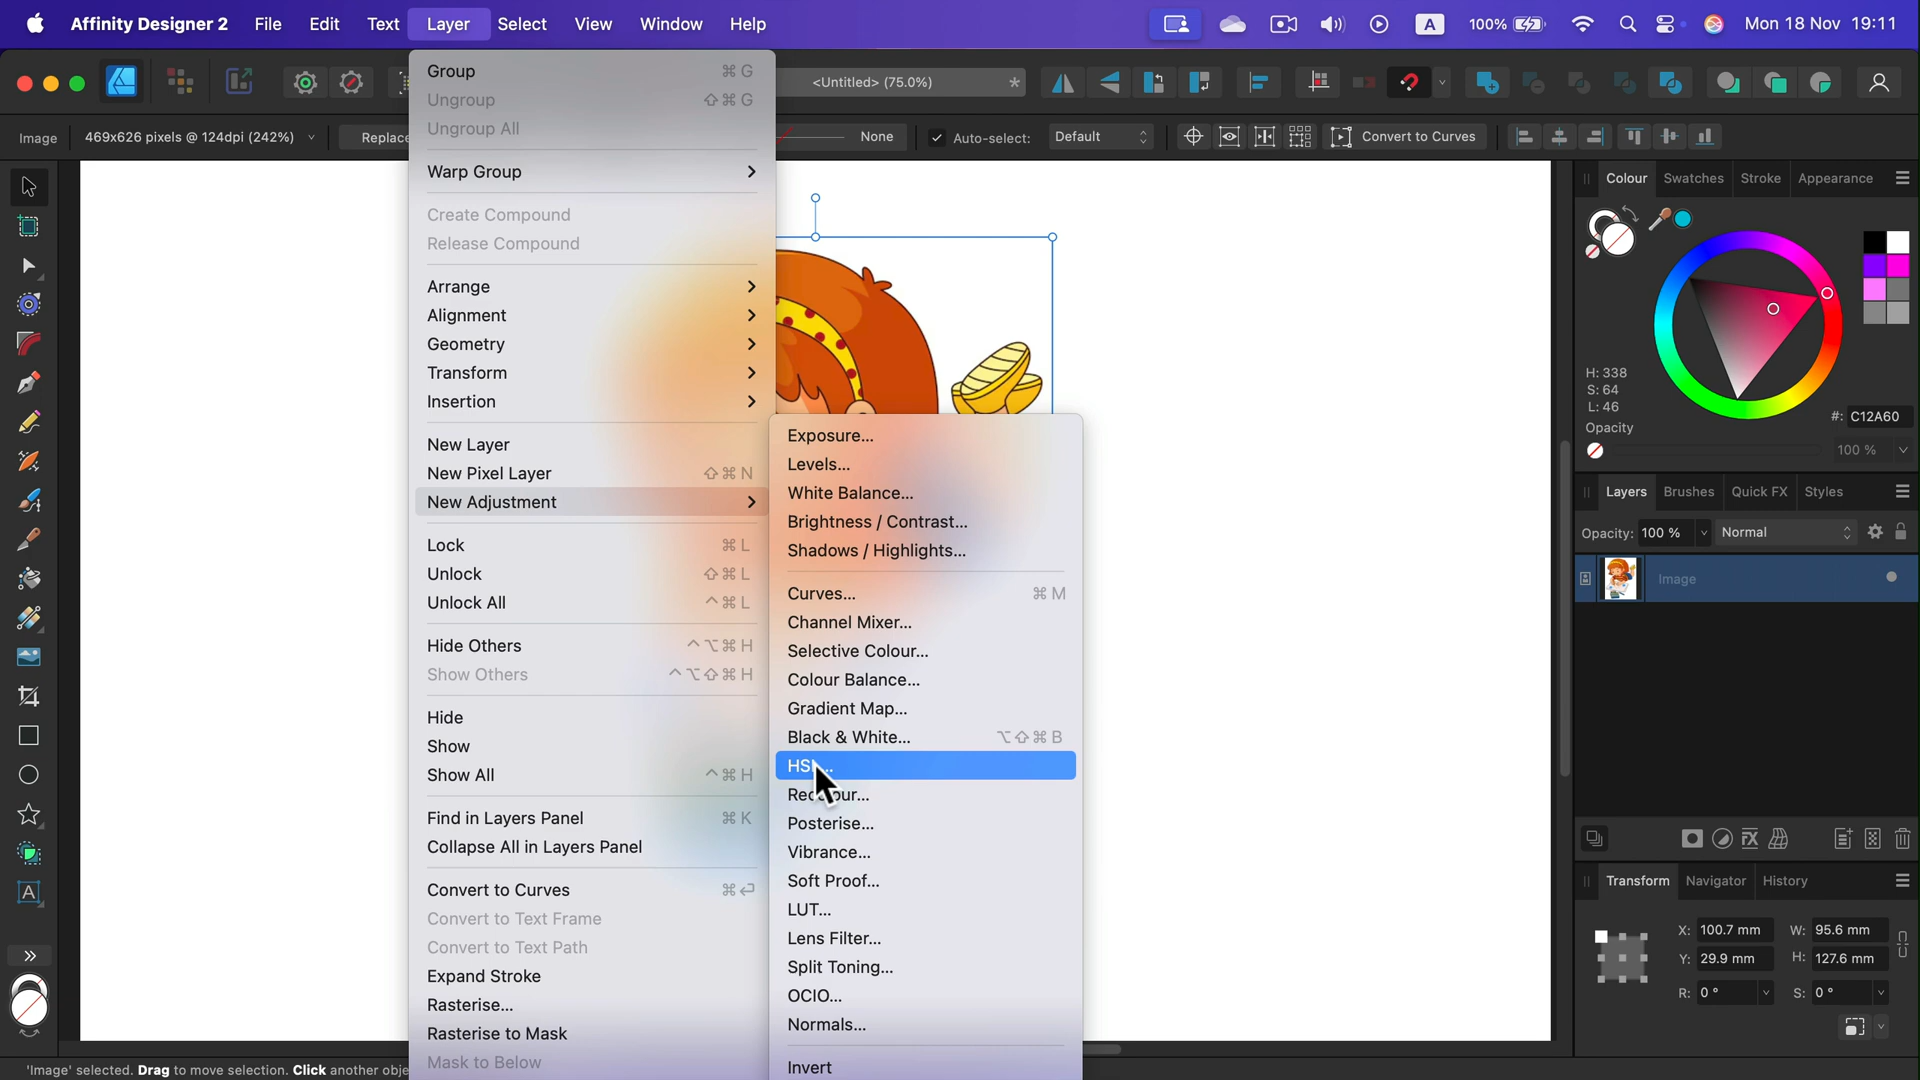 Affinity Designer 2 File Edit Text Layer Select View Window Help A 100% Mon 18 Nov 19:11
<Untitled> (75.0%) *
Image 469x626 pixels @ 124dpi (242%) Replace None Auto-select: Default Convert to Curves
Group ⌘ G
Ungroup ⇧ ⌘ G
Ungroup All
Warp Group
Create Compound
Release Compound
Arrange
Alignment
Geometry
Transform
Insertion
New Layer
New Pixel Layer ⇧ ⌘ N
New Adjustment
Lock ⌘ L
Unlock ⇧ ⌘ L
Unlock All ^ ⌘ L
Hide Others ^ ⌥ ⌘ H
Show Others ^ ⌥ ⇧ ⌘ H
Hide
Show
Show All ^ ⌘ H
Find in Layers Panel ⌘ K
Collapse All in Layers Panel
Convert to Curves ⌘ ↩
Convert to Text Frame
Convert to Text Path
Expand Stroke
Rasterise...
Rasterise to Mask
Mask to Below
Exposure...
Levels...
White Balance...
Brightness / Contrast...
Shadows / Highlights...
Curves... ⌘ M
Channel Mixer...
Selective Colour...
Colour Balance...
Gradient Map...
Black & White... ⌥ ⇧ ⌘ B
HSL...
Recolour...
Posterise...
Vibrance...
Soft Proof...
LUT...
Lens Filter...
Split Toning...
OCIO...
Normals...
Invert
Colour Swatches Stroke Appearance
H: 338
S: 64
L: 46
#: C12A60
Opacity
100 %
Layers Brushes Quick FX Styles
Opacity: 100 % Normal
Image
Transform Navigator History
X: 100.7 mm W: 95.6 mm
Y: 29.9 mm H: 127.6 mm
R: 0 ° S: 0 °
A
'Image' selected. Drag to move selection. Click another obje